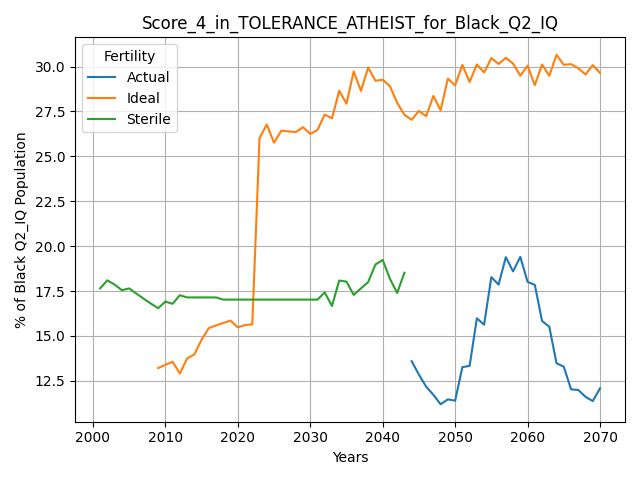 Score_4_in_TOLERANCE_ATHEIST_for_Black_Q2_IQ
Fertility
Actual
Ideal
Sterile
% of Black Q2_IQ Population
30.0
27.5
25.0
22.5
20.0
17.5
15.0
12.5
2000 2010 2020 2030 2040 2050 2060 2070
Years